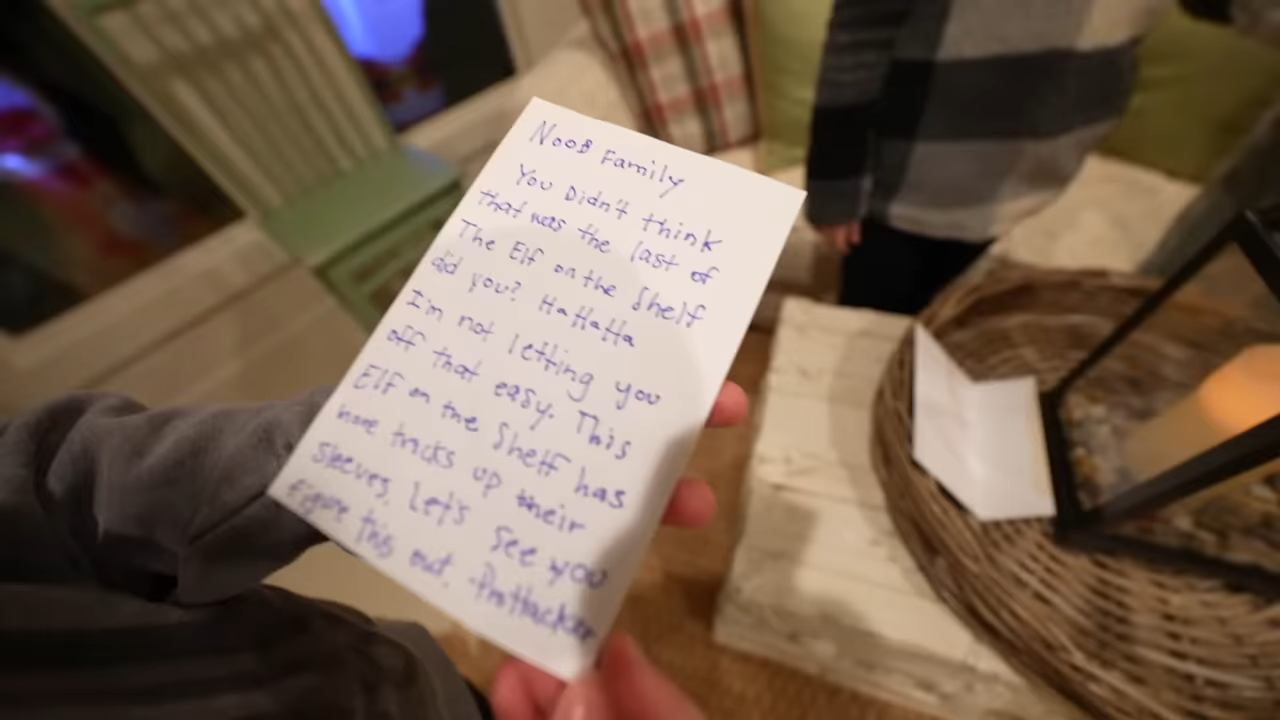 Noob Family
You Didn't think
that was the last of
The Elf on the Shelf
did you? HaHaHa
I'm not letting you
off that easy. This
Elf on the Shelf has
more tricks up their
sleeves. Let's see you
figure this out. -ProHacker